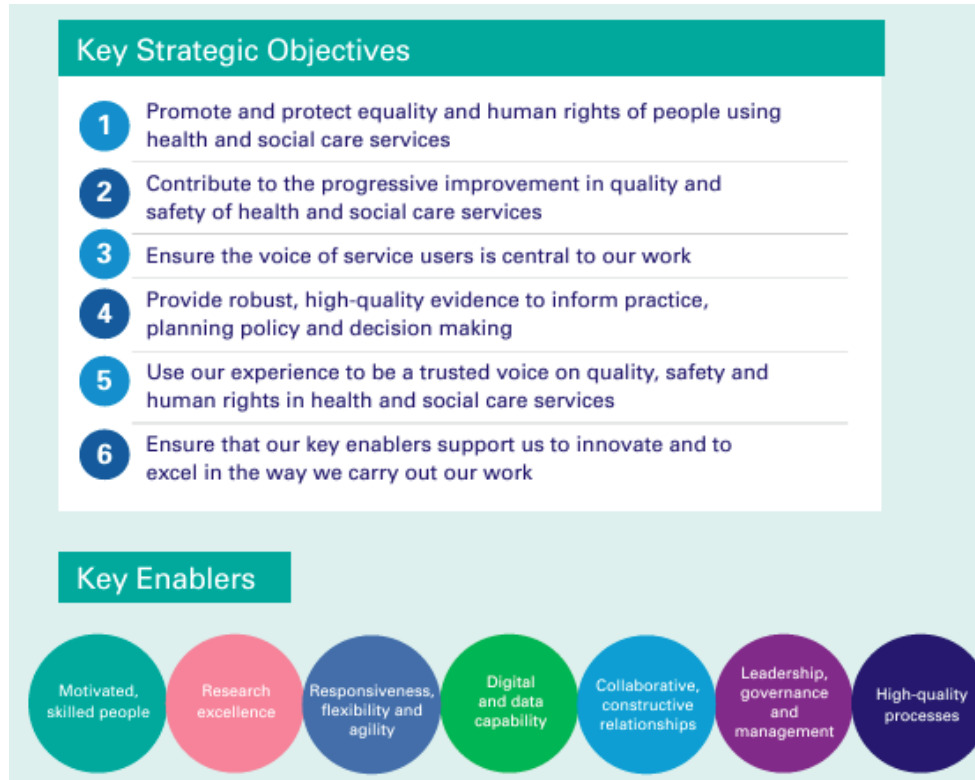 Key Strategic Objectives
1
Promote and protect equality and human rights of people using
health and social care services
2
Contribute to the progressive improvement in quality and
safety of health and social care services
3
Ensure the voice of service users is central to our work
4
Provide robust, high-quality evidence to inform practice,
planning policy and decision making
5
Use our experience to be a trusted voice on quality, safety and
human rights in health and social care services
6
Ensure that our key enablers support us to innovate and to
excel in the way we carry out our work
Key Enablers
Motivated,
skilled people
Research
excellence
Responsiveness,
flexibility and
agility
Digital
and data
capability
Collaborative,
constructive
relationships
Leadership,
governance
and
management
High-quality
processes